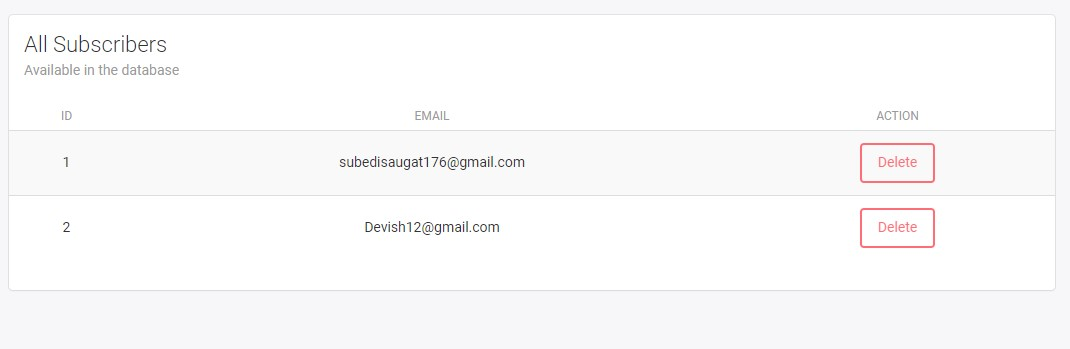 All Subscribers
Available in the database
ID EMAIL ACTION
1 subedisaugat176@gmail.com Delete
2 Devish12@gmail.com Delete